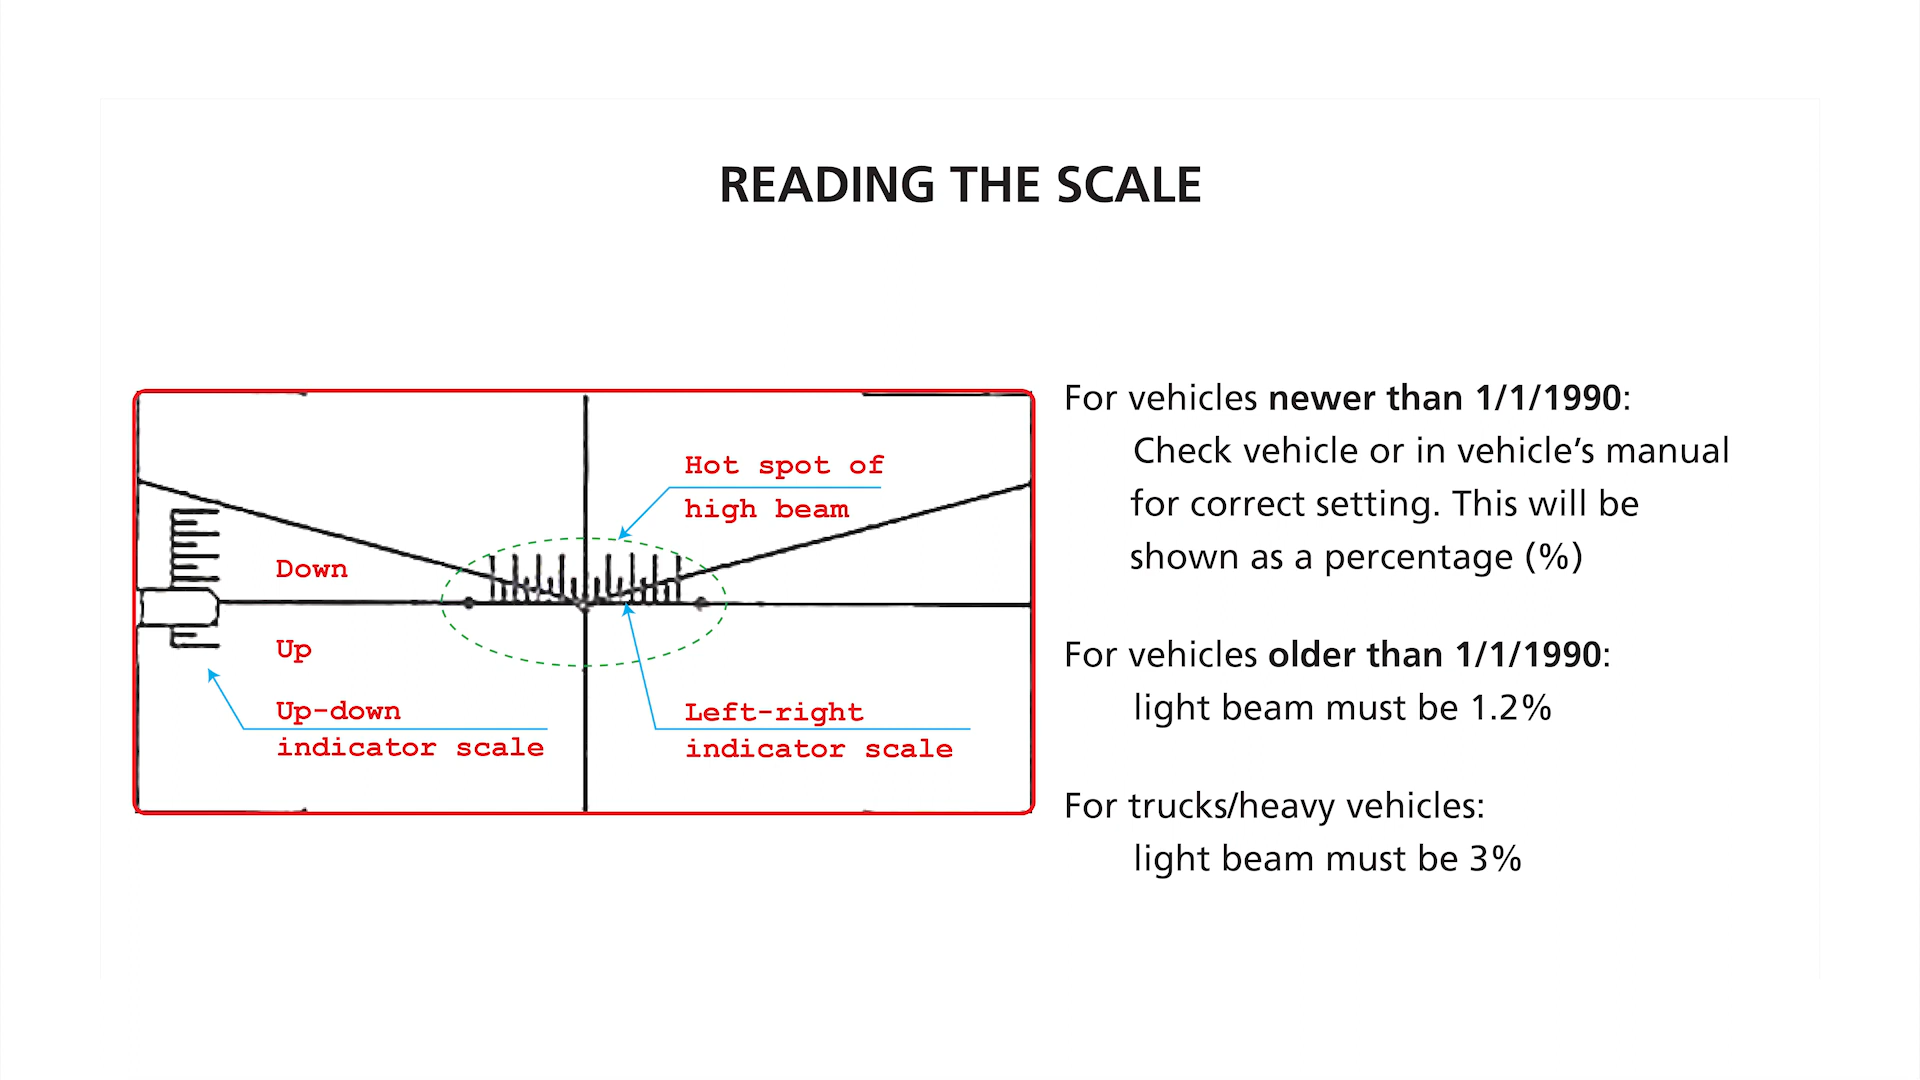 READING THE SCALE
Hot spot of
high beam
Down
Up
Up-down
indicator scale
Left-right
indicator scale
For vehicles newer than 1/1/1990:
Check vehicle or in vehicle’s manual
for correct setting. This will be
shown as a percentage (%)
For vehicles older than 1/1/1990:
light beam must be 1.2%
For trucks/heavy vehicles:
light beam must be 3%